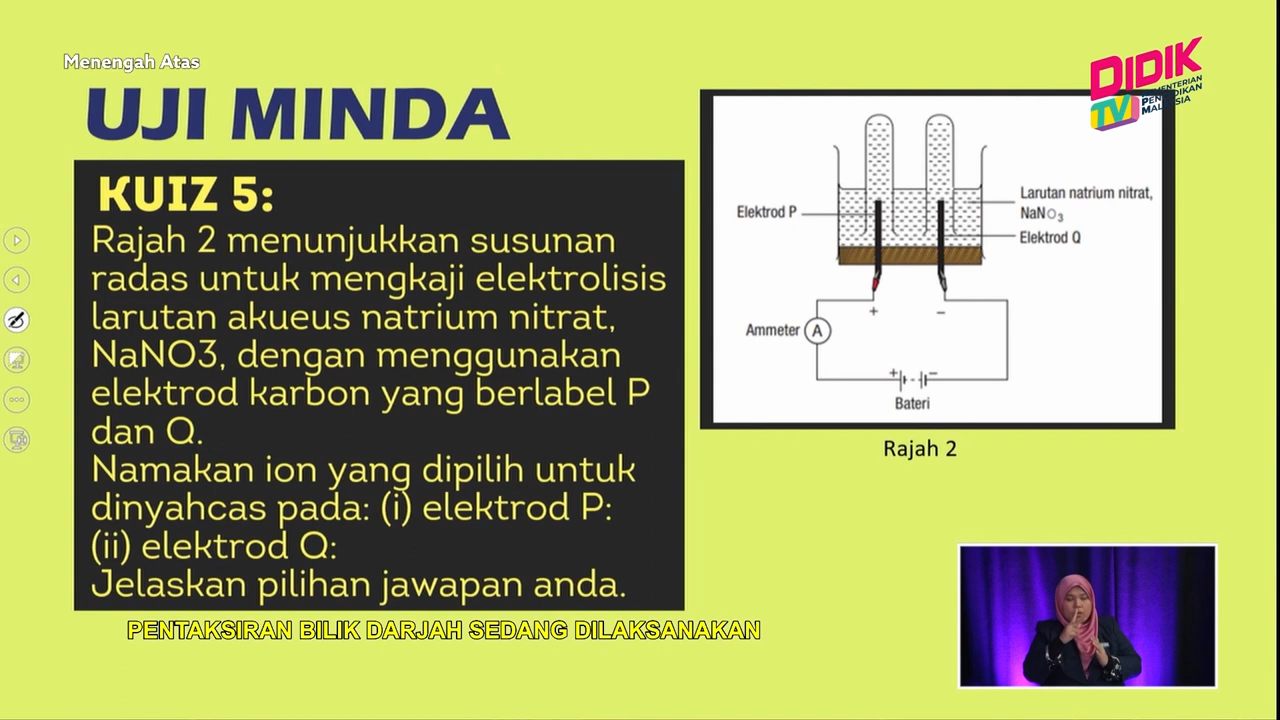 Menengah Atas
UJI MINDA
DIDIK
TV
KEMENTERIAN
PENDIDIKAN
MALAYSIA
KUIZ 5:
Rajah 2 menunjukkan susunan
radas untuk mengkaji elektrolisis
larutan akueus natrium nitrat,
NaNO3, dengan menggunakan
elektrod karbon yang berlabel P
dan Q.
Namakan ion yang dipilih untuk
dinyahcas pada: (i) elektrod P:
(ii) elektrod Q:
Jelaskan pilihan jawapan anda.
Elektrod P
Larutan natrium nitrat,
NaNO₃
Elektrod Q
+ −
Ammeter A
+ −
Bateri
Rajah 2
PENTAKSIRAN BILIK DARJAH SEDANG DILAKSANAKAN